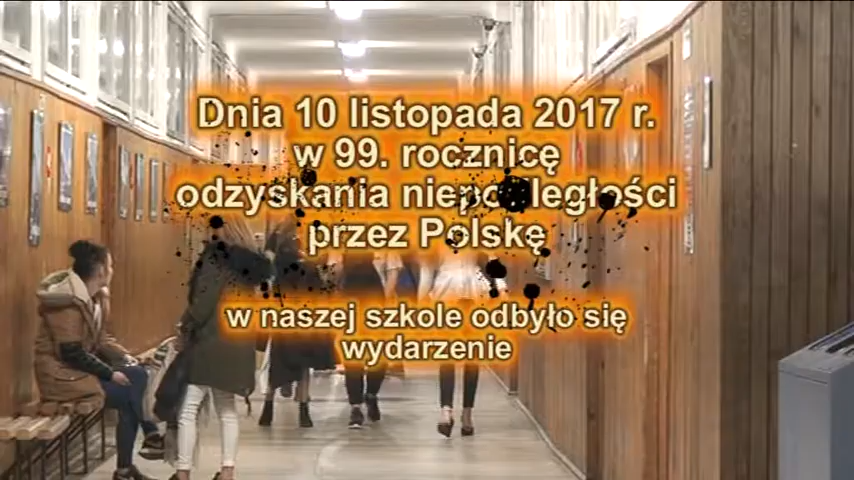 Dnia 10 listopada 2017 r.
w 99. rocznicę
odzyskania niepodległości
przez Polskę
w naszej szkole odbyło się
wydarzenie